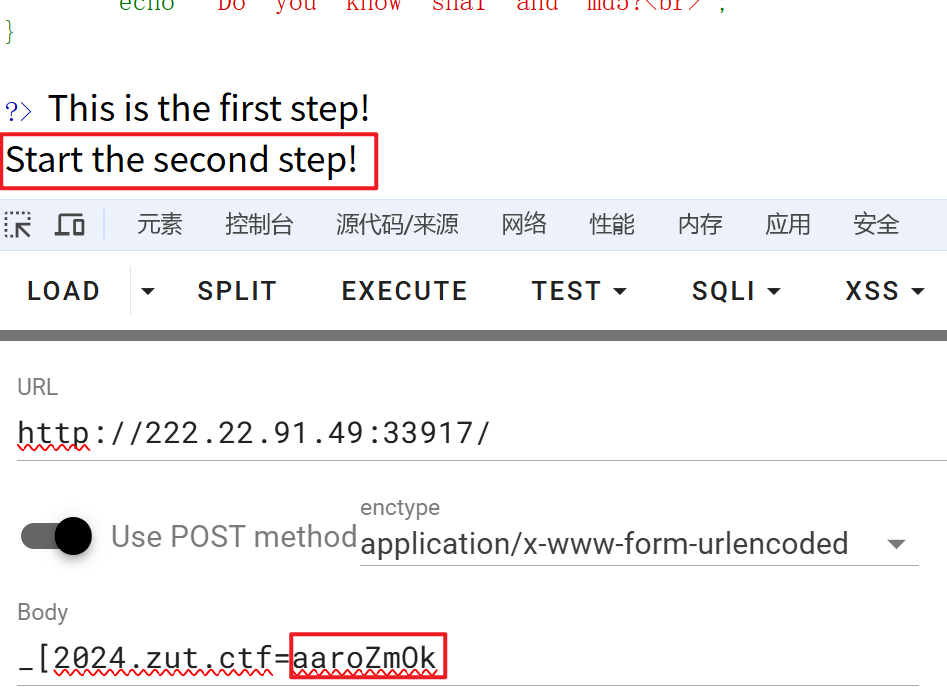 echo "Do you know sha1 and md5?<br>";
}
?> This is the first step!
Start the second step!
元素 控制台 源代码/来源 网络 性能 内存 应用 安全
LOAD SPLIT EXECUTE TEST SQLI XSS
URL
http://222.22.91.49:33917/
enctype
Use POST method application/x-www-form-urlencoded
Body
_[2024.zut.ctf=aaroZmOk